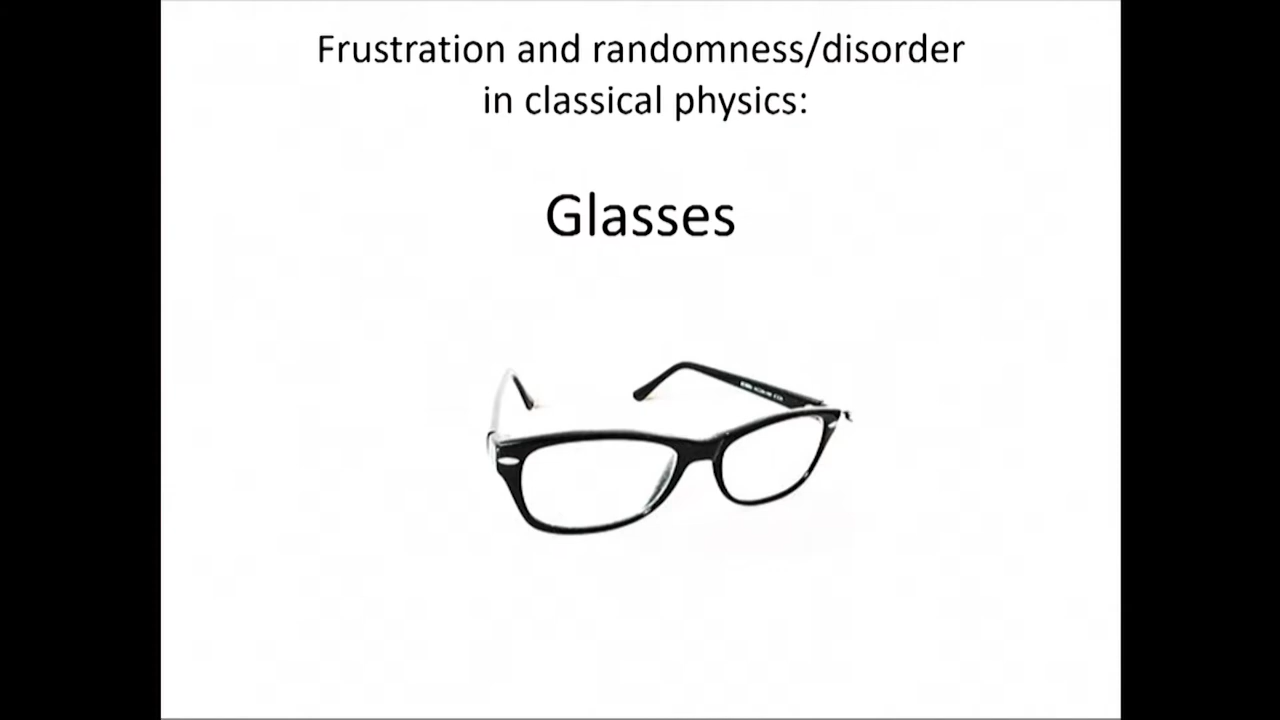 Frustration and randomness/disorder
in classical physics:
Glasses